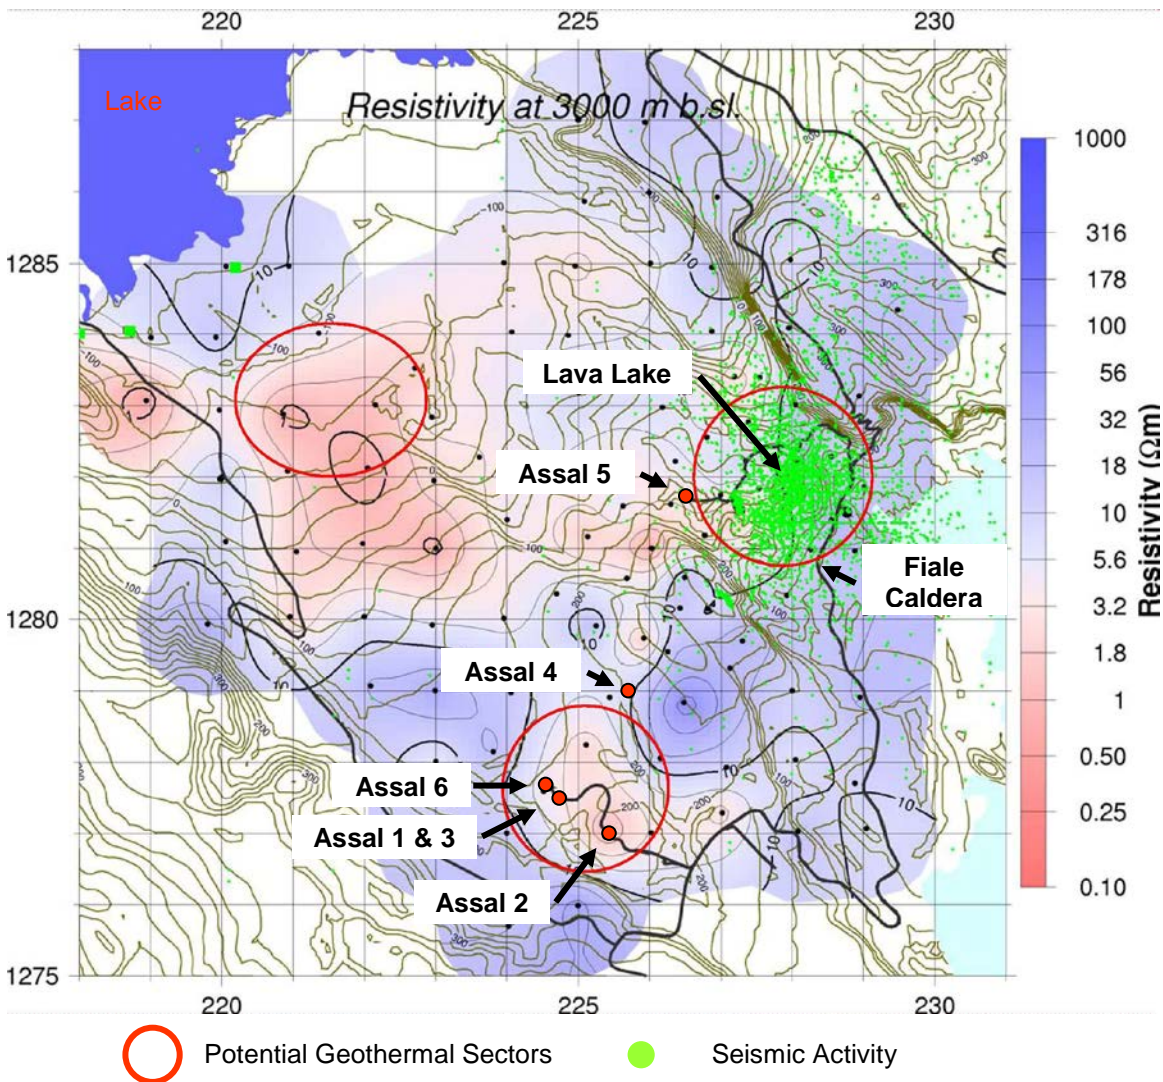 220 225 230
Lake
Resistivity at 3000 m b.sl.
1000
316
178
100
56
32
18
10
5.6
3.2
1.8
1
0.50
0.25
0.10
Resistivity (Ωm)
1285
1280
1275
Lava Lake
Assal 5
Fiale
Caldera
Assal 4
Assal 6
Assal 1 & 3
Assal 2
220 225 230
Potential Geothermal Sectors
Seismic Activity